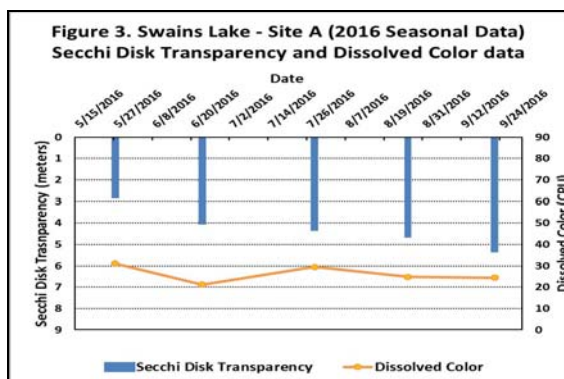 Figure 3. Swains Lake - Site A (2016 Seasonal Data)
Secchi Disk Transparency and Dissolved Color data
Date
5/15/2016 5/27/2016 6/8/2016 6/20/2016 7/2/2016 7/14/2016 7/26/2016 8/7/2016 8/19/2016 8/31/2016 9/12/2016 9/24/2016
Secchi Disk Trasnparency (meters)
0 90
1 80
2 70
3 60
4 50
5 40
6 30
7 20
8 10
9 0
Dissolved Color (CPU)
Secchi Disk Transparency Dissolved Color